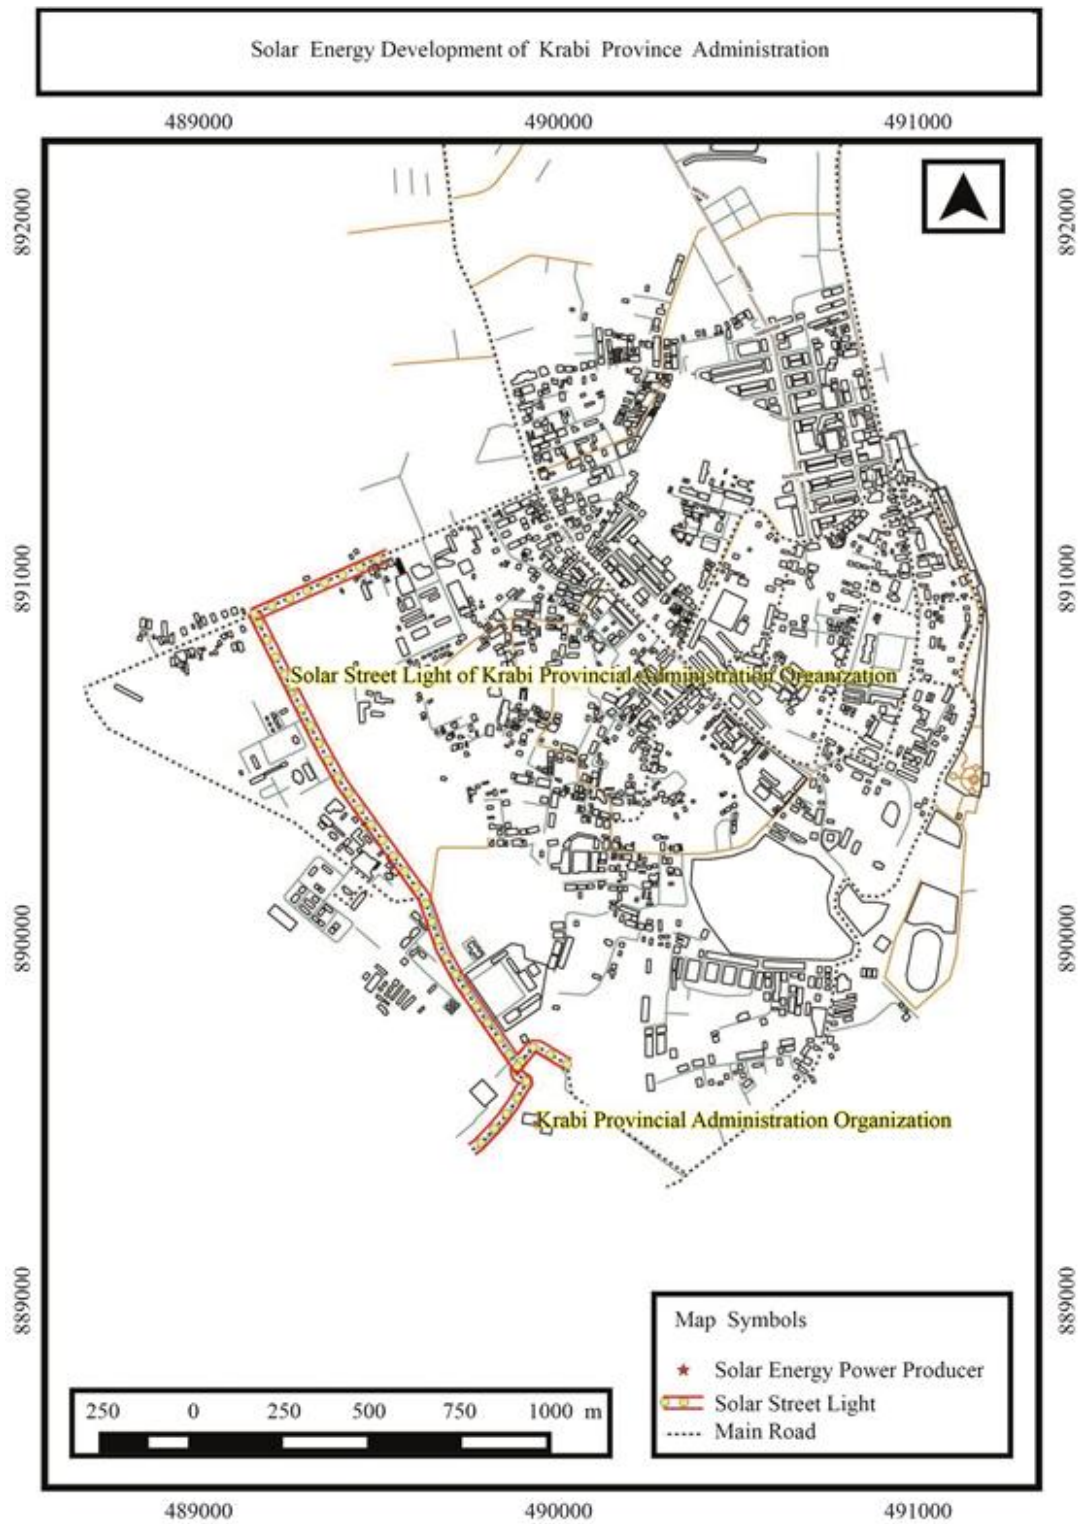 Solar Energy Development of Krabi Province Administration
489000 490000 491000
892000 892000
891000 891000
Solar Street Light of Krabi Provincial Administration Organization
890000 890000
Krabi Provincial Administration Organization
889000 889000
Map Symbols
Solar Energy Power Producer
Solar Street Light
Main Road
250 0 250 500 750 1000 m
489000 490000 491000